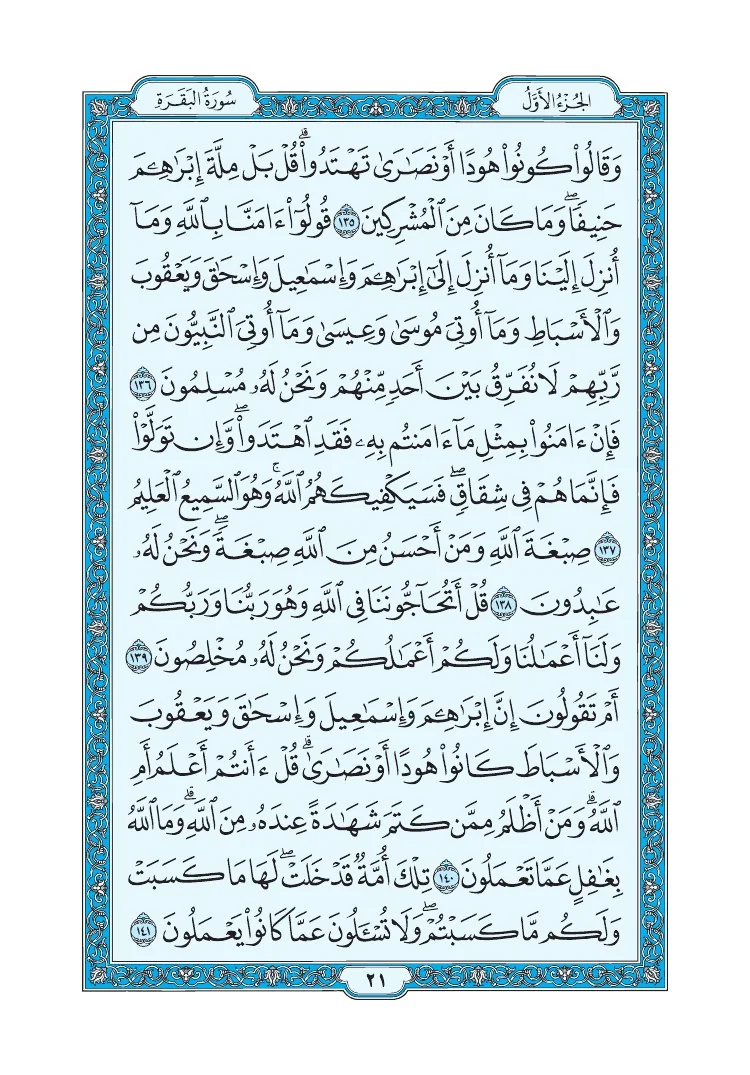 سُورَةُ البَقَرَةِ
الجُزْءُ الأَوَّلُ
وَقَالُواْ كُونُواْ هُودًا أَوْ نَصَٰرَىٰ تَهْتَدُواْۗ قُلْ بَلْ مِلَّةَ إِبْرَٰهِـۧمَ
حَنِيفٗاۖ وَمَا كَانَ مِنَ ٱلْمُشْرِكِينَ ١٣٥ قُولُوٓاْ ءَامَنَّا بِٱللَّهِ وَمَآ
أُنزِلَ إِلَيْنَا وَمَآ أُنزِلَ إِلَىٰٓ إِبْرَٰهِـۧمَ وَإِسْمَٰعِيلَ وَإِسْحَٰقَ وَيَعْقُوبَ
وَٱلْأَسْبَاطِ وَمَآ أُوتِيَ مُوسَىٰ وَعِيسَىٰ وَمَآ أُوتِيَ ٱلنَّبِيُّونَ مِن
رَّبِّهِمْ لَا نُفَرِّقُ بَيْنَ أَحَدٍ مِّنْهُمْ وَنَحْنُ لَهُۥ مُسْلِمُونَ ١٣٦
فَإِنْ ءَامَنُواْ بِمِثْلِ مَآ ءَامَنتُم بِهِۦ فَقَدِ ٱهْتَدَواْۖ وَّإِن تَوَلَّوْاْ
فَإِنَّمَا هُمْ فِي شِقَاقٍۖ فَسَيَكْفِيكَهُمُ ٱللَّهُۚ وَهُوَ ٱلسَّمِيعُ ٱلْعَلِيمُ
١٣٧ صِبْغَةَ ٱللَّهِ وَمَنْ أَحْسَنُ مِنَ ٱللَّهِ صِبْغَةٗۖ وَنَحْنُ لَهُۥ
عَٰبِدُونَ ١٣٨ قُلْ أَتُحَآجُّونَنَا فِي ٱللَّهِ وَهُوَ رَبُّنَا وَرَبُّكُمْ
وَلَنَآ أَعْمَٰلُنَا وَلَكُمْ أَعْمَٰلُكُمْ وَنَحْنُ لَهُۥ مُخْلِصُونَ ١٣٩
أَمْ تَقُولُونَ إِنَّ إِبْرَٰهِـۧمَ وَإِسْمَٰعِيلَ وَإِسْحَٰقَ وَيَعْقُوبَ
وَٱلْأَسْبَاطَ كَانُواْ هُودًا أَوْ نَصَٰرَىٰۗ قُلْ ءَأَنتُمْ أَعْلَمُ أَمِ
ٱللَّهُۗ وَمَنْ أَظْلَمُ مِمَّن كَتَمَ شَهَٰدَةً عِندَهُۥ مِنَ ٱللَّهِۗ وَمَا ٱللَّهُ
بِغَٰفِلٍ عَمَّا تَعْمَلُونَ ١٤٠ تِلْكَ أُمَّةٞ قَدْ خَلَتْۖ لَهَا مَا كَسَبَتْ
وَلَكُم مَّا كَسَبْتُمْۖ وَلَا تُسْـَٔلُونَ عَمَّا كَانُواْ يَعْمَلُونَ ١٤١
٢١